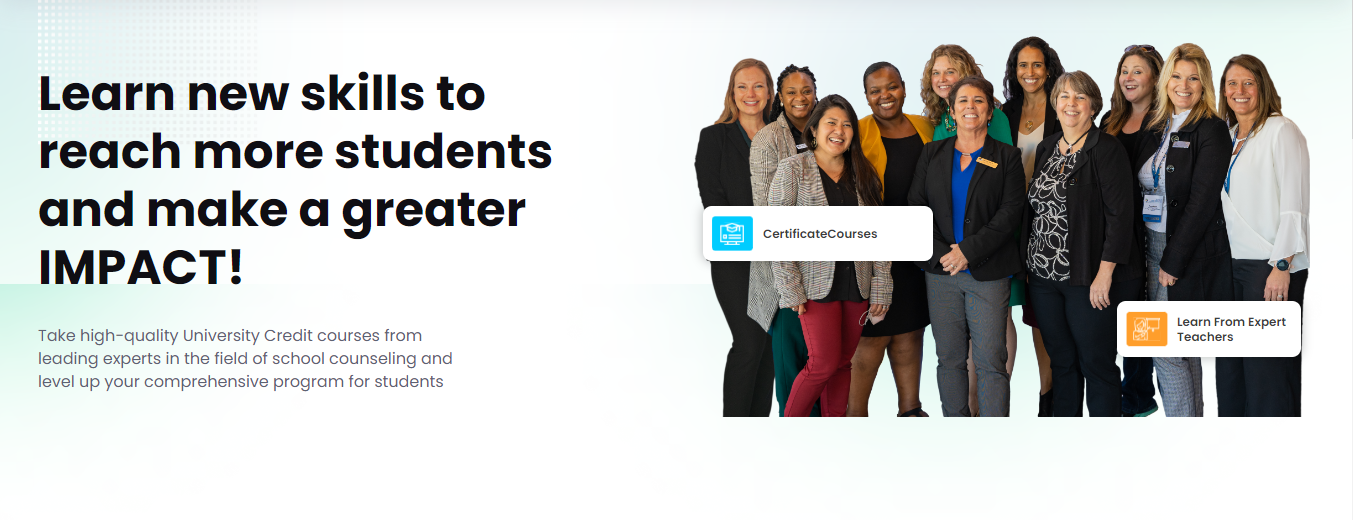 Learn new skills to
reach more students
and make a greater
IMPACT!
Take high-quality University Credit courses from
leading experts in the field of school counseling and
level up your comprehensive program for students
CertificateCourses
Learn From Expert
Teachers